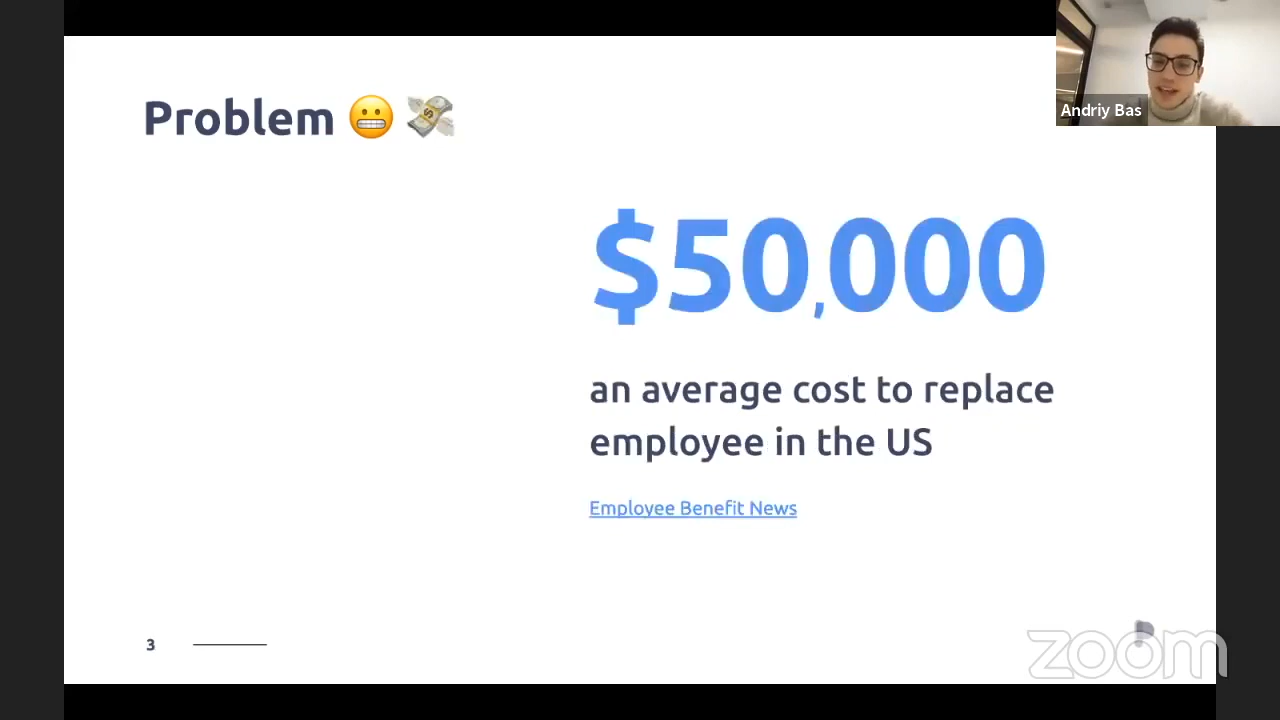 Problem 😬 💸
$50,000
an average cost to replace
employee in the US
Employee Benefit News
3
Andriy Bas
zoom